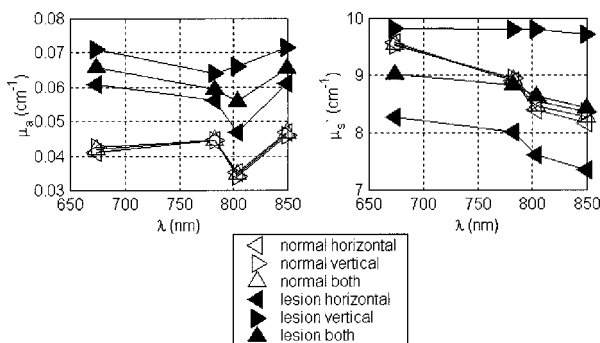 0.08
0.07
0.06
0.05
0.04
0.03
μa (cm-1)
650 700 750 800 850
λ (nm)
10
9
8
7
μs (cm-1)
650 700 750 800 850
λ (nm)
normal horizontal
normal vertical
normal both
lesion horizontal
lesion vertical
lesion both